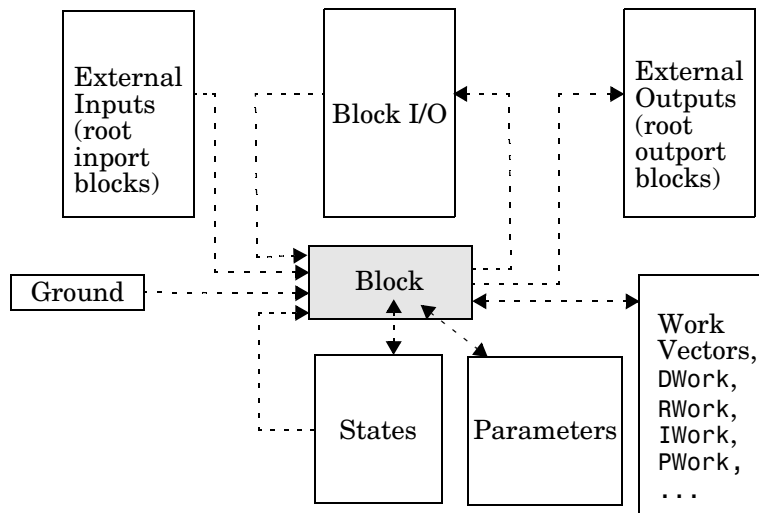 External
Inputs
(root
inport
blocks)
Block I/O
External
Outputs
(root
outport
blocks)
Block
Ground
States
Parameters
Work
Vectors,
DWork,
RWork,
IWork,
PWork,
...